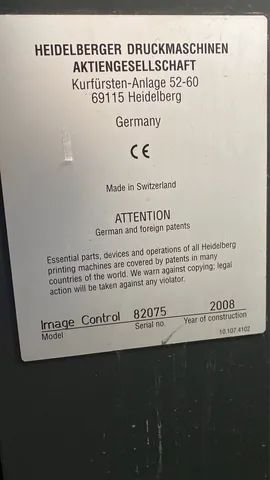 HEIDELBERGER DRUCKMASCHINEN
AKTIENGESELLSCHAFT
Kurfürsten-Anlage 52-60
69115 Heidelberg
Germany
CE
Made in Switzerland
ATTENTION
German and foreign patents
Essential parts, devices and operations of all Heidelberg
printing machines are covered by patents in many
countries of the world. We warn against copying; legal
action will be taken against any violator.
Image Control 82075 2008
Model Serial no. Year of construction
10.107.4102